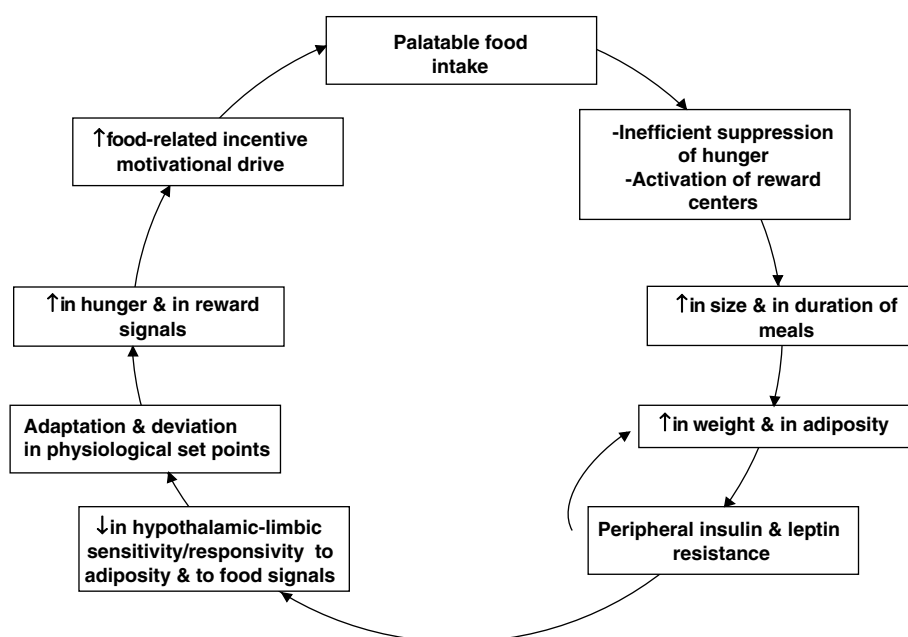 Palatable food
intake
-Inefficient suppression
of hunger
-Activation of reward
centers
↑in size & in duration of
meals
↑in weight & in adiposity
Peripheral insulin & leptin
resistance
↓in hypothalamic-limbic
sensitivity/responsivity to
adiposity & to food signals
Adaptation & deviation
in physiological set points
↑in hunger & in reward
signals
↑food-related incentive
motivational drive